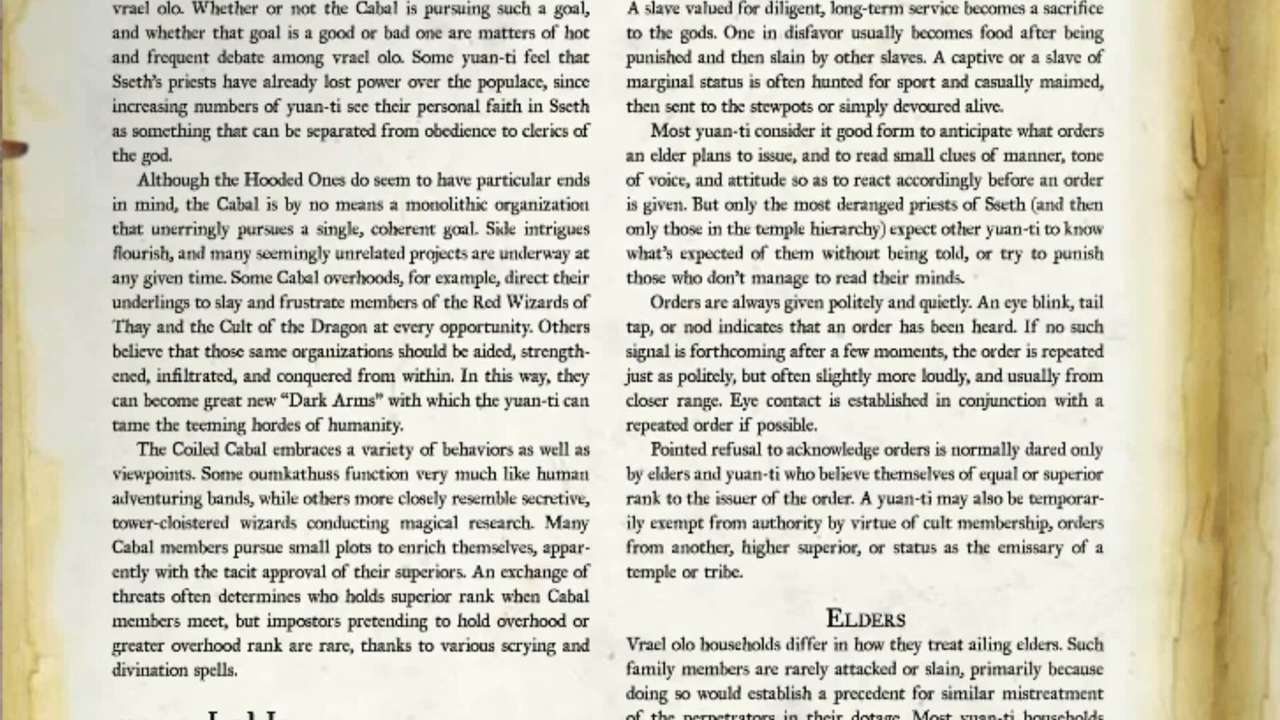 vrael olo. Whether or not the Cabal is pursuing such a goal,
and whether that goal is a good or bad one are matters of hot
and frequent debate among vrael olo. Some yuan-ti feel that
Sseth's priests have already lost power over the populace, since
increasing numbers of yuan-ti see their personal faith in Sseth
as something that can be separated from obedience to clerics of
the god.
Although the Hooded Ones do seem to have particular ends
in mind, the Cabal is by no means a monolithic organization
that unerringly pursues a single, coherent goal. Side intrigues
flourish, and many seemingly unrelated projects are underway at
any given time. Some Cabal overhoods, for example, direct their
underlings to slay and frustrate members of the Red Wizards of
Thay and the Cult of the Dragon at every opportunity. Others
believe that those same organizations should be aided, strength-
ened, infiltrated, and conquered from within. In this way, they
can become great new “Dark Arms” with which the yuan-ti can
tame the teeming hordes of humanity.
The Coiled Cabal embraces a variety of behaviors as well as
viewpoints. Some oumkathuss function very much like human
adventuring bands, while others more closely resemble secretive,
tower-cloistered wizards conducting magical research. Many
Cabal members pursue small plots to enrich themselves, appar-
ently with the tacit approval of their superiors. An exchange of
threats often determines who holds superior rank when Cabal
members meet, but impostors pretending to hold overhood or
greater overhood rank are rare, thanks to various scrying and
divination spells.
A slave valued for diligent, long-term service becomes a sacrifice
to the gods. One in disfavor usually becomes food after being
punished and then slain by other slaves. A captive or a slave of
marginal status is often hunted for sport and casually maimed,
then sent to the stewpots or simply devoured alive.
Most yuan-ti consider it good form to anticipate what orders
an elder plans to issue, and to read small clues of manner, tone
of voice, and attitude so as to react accordingly before an order
is given. But only the most deranged priests of Sseth (and then
only those in the temple hierarchy) expect other yuan-ti to know
what's expected of them without being told, or try to punish
those who don't manage to read their minds.
Orders are always given politely and quietly. An eye blink, tail
tap, or nod indicates that an order has been heard. If no such
signal is forthcoming after a few moments, the order is repeated
just as politely, but often slightly more loudly, and usually from
closer range. Eye contact is established in conjunction with a
repeated order if possible.
Pointed refusal to acknowledge orders is normally dared only
by elders and yuan-ti who believe themselves of equal or superior
rank to the issuer of the order. A yuan-ti may also be temporar-
ily exempt from authority by virtue of cult membership, orders
from another, higher superior, or status as the emissary of a
temple or tribe.
ELDERS
Vrael olo households differ in how they treat ailing elders. Such
family members are rarely attacked or slain, primarily because
doing so would establish a precedent for similar mistreatment
of the perpetrators in their dotage. Most yuan-ti households